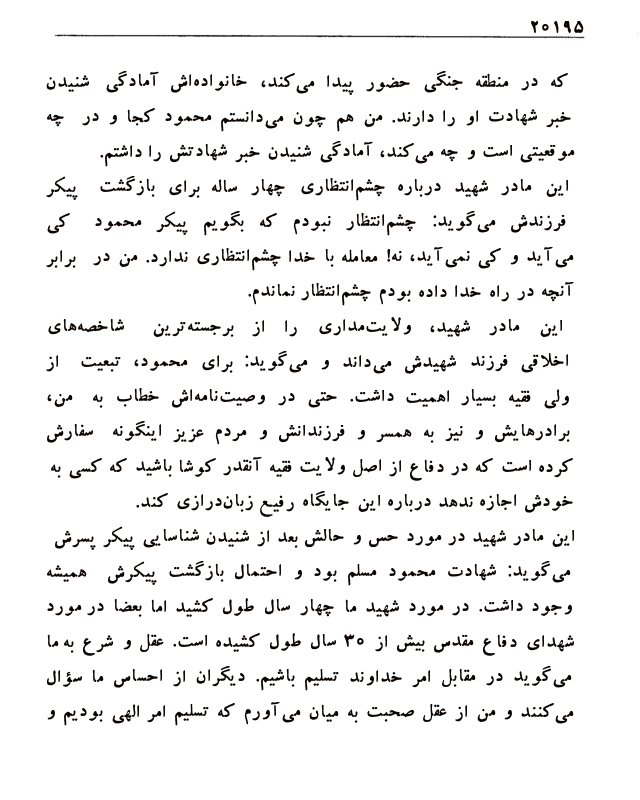 ۲۰۱۹۵
که در منطقه جنگی حضور پیدا می‌کند، خانواده‌اش آمادگی شنیدن
خبر شهادت او را دارند. من هم چون می‌دانستم محمود کجا و در چه
موقعیتی است و چه می‌کند، آمادگی شنیدن خبر شهادتش را داشتم.
این مادر شهید درباره چشم‌انتظاری چهار ساله برای بازگشت پیکر
فرزندش می‌گوید: چشم‌انتظار نبودم که بگویم پیکر محمود کی
می‌آید و کی نمی‌آید، نه! معامله با خدا چشم‌انتظاری ندارد. من در برابر
آنچه در راه خدا داده بودم چشم‌انتظار نماندم.
این مادر شهید، ولایت‌مداری را از برجسته‌ترین شاخصه‌های
اخلاقی فرزند شهیدش می‌داند و می‌گوید: برای محمود، تبعیت از
ولی فقیه بسیار اهمیت داشت. حتی در وصیت‌نامه‌اش خطاب به من،
برادرهایش و نیز به همسر و فرزندانش و مردم عزیز اینگونه سفارش
کرده است که در دفاع از اصل ولایت فقیه آنقدر کوشا باشید که کسی به
خودش اجازه ندهد درباره این جایگاه رفیع زبان‌درازی کند.
این مادر شهید در مورد حس و حالش بعد از شنیدن شناسایی پیکر پسرش
می‌گوید: شهادت محمود مسلم بود و احتمال بازگشت پیکرش همیشه
وجود داشت. در مورد شهید ما چهار سال طول کشید اما بعضا در مورد
شهدای دفاع مقدس بیش از ۳۰ سال طول کشیده است. عقل و شرع به ما
می‌گوید در مقابل امر خداوند تسلیم باشیم. دیگران از احساس ما سؤال
می‌کنند و من از عقل صحبت به میان می‌آورم که تسلیم امر الهی بودیم و